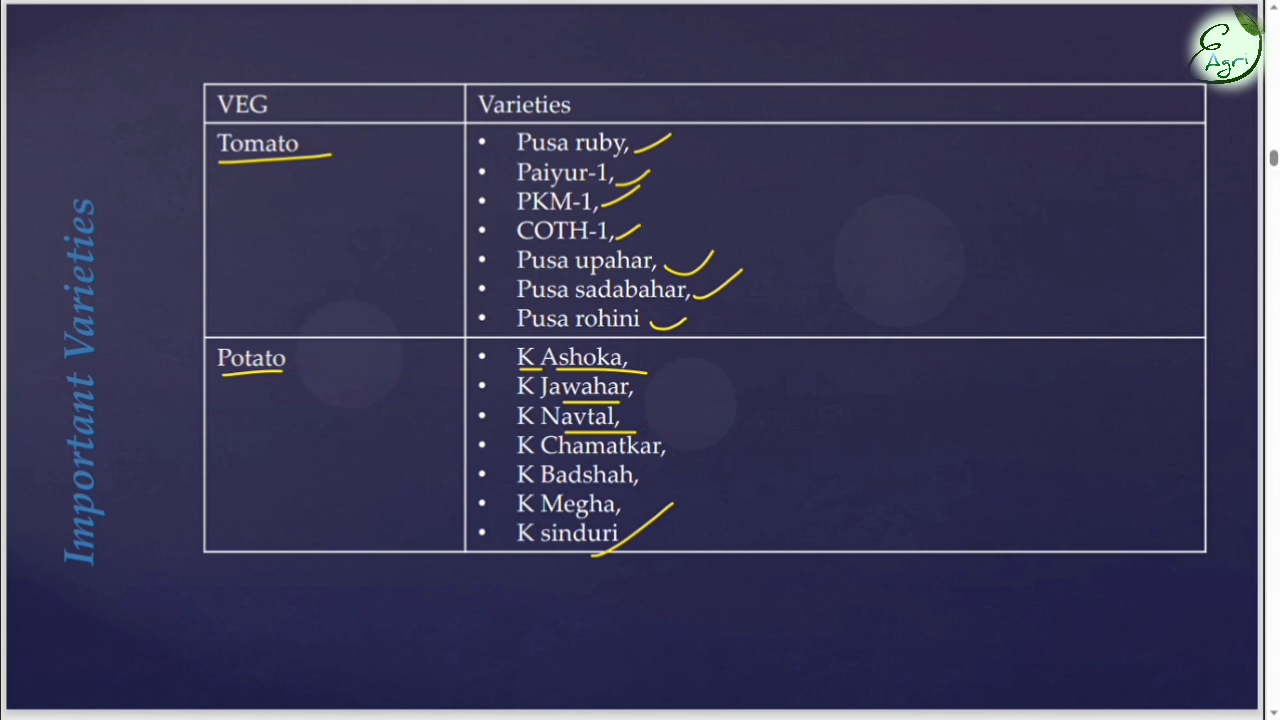 E
Agri
VEG Varieties
Tomato
• Pusa ruby,
• Paiyur-1,
• PKM-1,
• COTH-1,
• Pusa upahar,
• Pusa sadabahar,
• Pusa rohini
Potato
• K Ashoka,
• K Jawahar,
• K Navtal,
• K Chamatkar,
• K Badshah,
• K Megha,
• K sinduri
Important Varieties